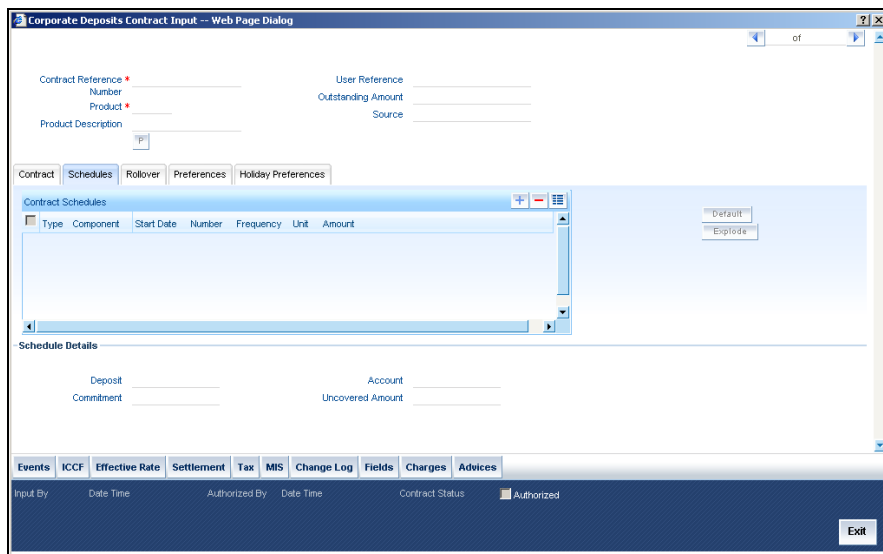 Corporate Deposits Contract Input -- Web Page Dialog
of
Contract Reference * User Reference
Number Outstanding Amount
Product * Source
Product Description
P
Contract Schedules Rollover Preferences Holiday Preferences
Contract Schedules
Type Component Start Date Number Frequency Unit Amount
Default
Explode
Schedule Details
Deposit Account
Commitment Uncovered Amount
Events ICCF Effective Rate Settlement Tax MIS Change Log Fields Charges Advices
Input By Date Time Authorized By Date Time Contract Status Authorized
Exit